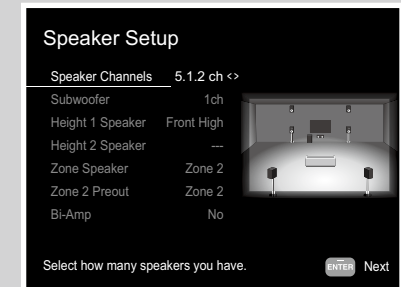 Speaker Setup
Speaker Channels 5.1.2 ch <>
Subwoofer 1ch
Height 1 Speaker Front High
Height 2 Speaker ---
Zone Speaker Zone 2
Zone 2 Preout Zone 2
Bi-Amp No
Select how many speakers you have. ENTER Next